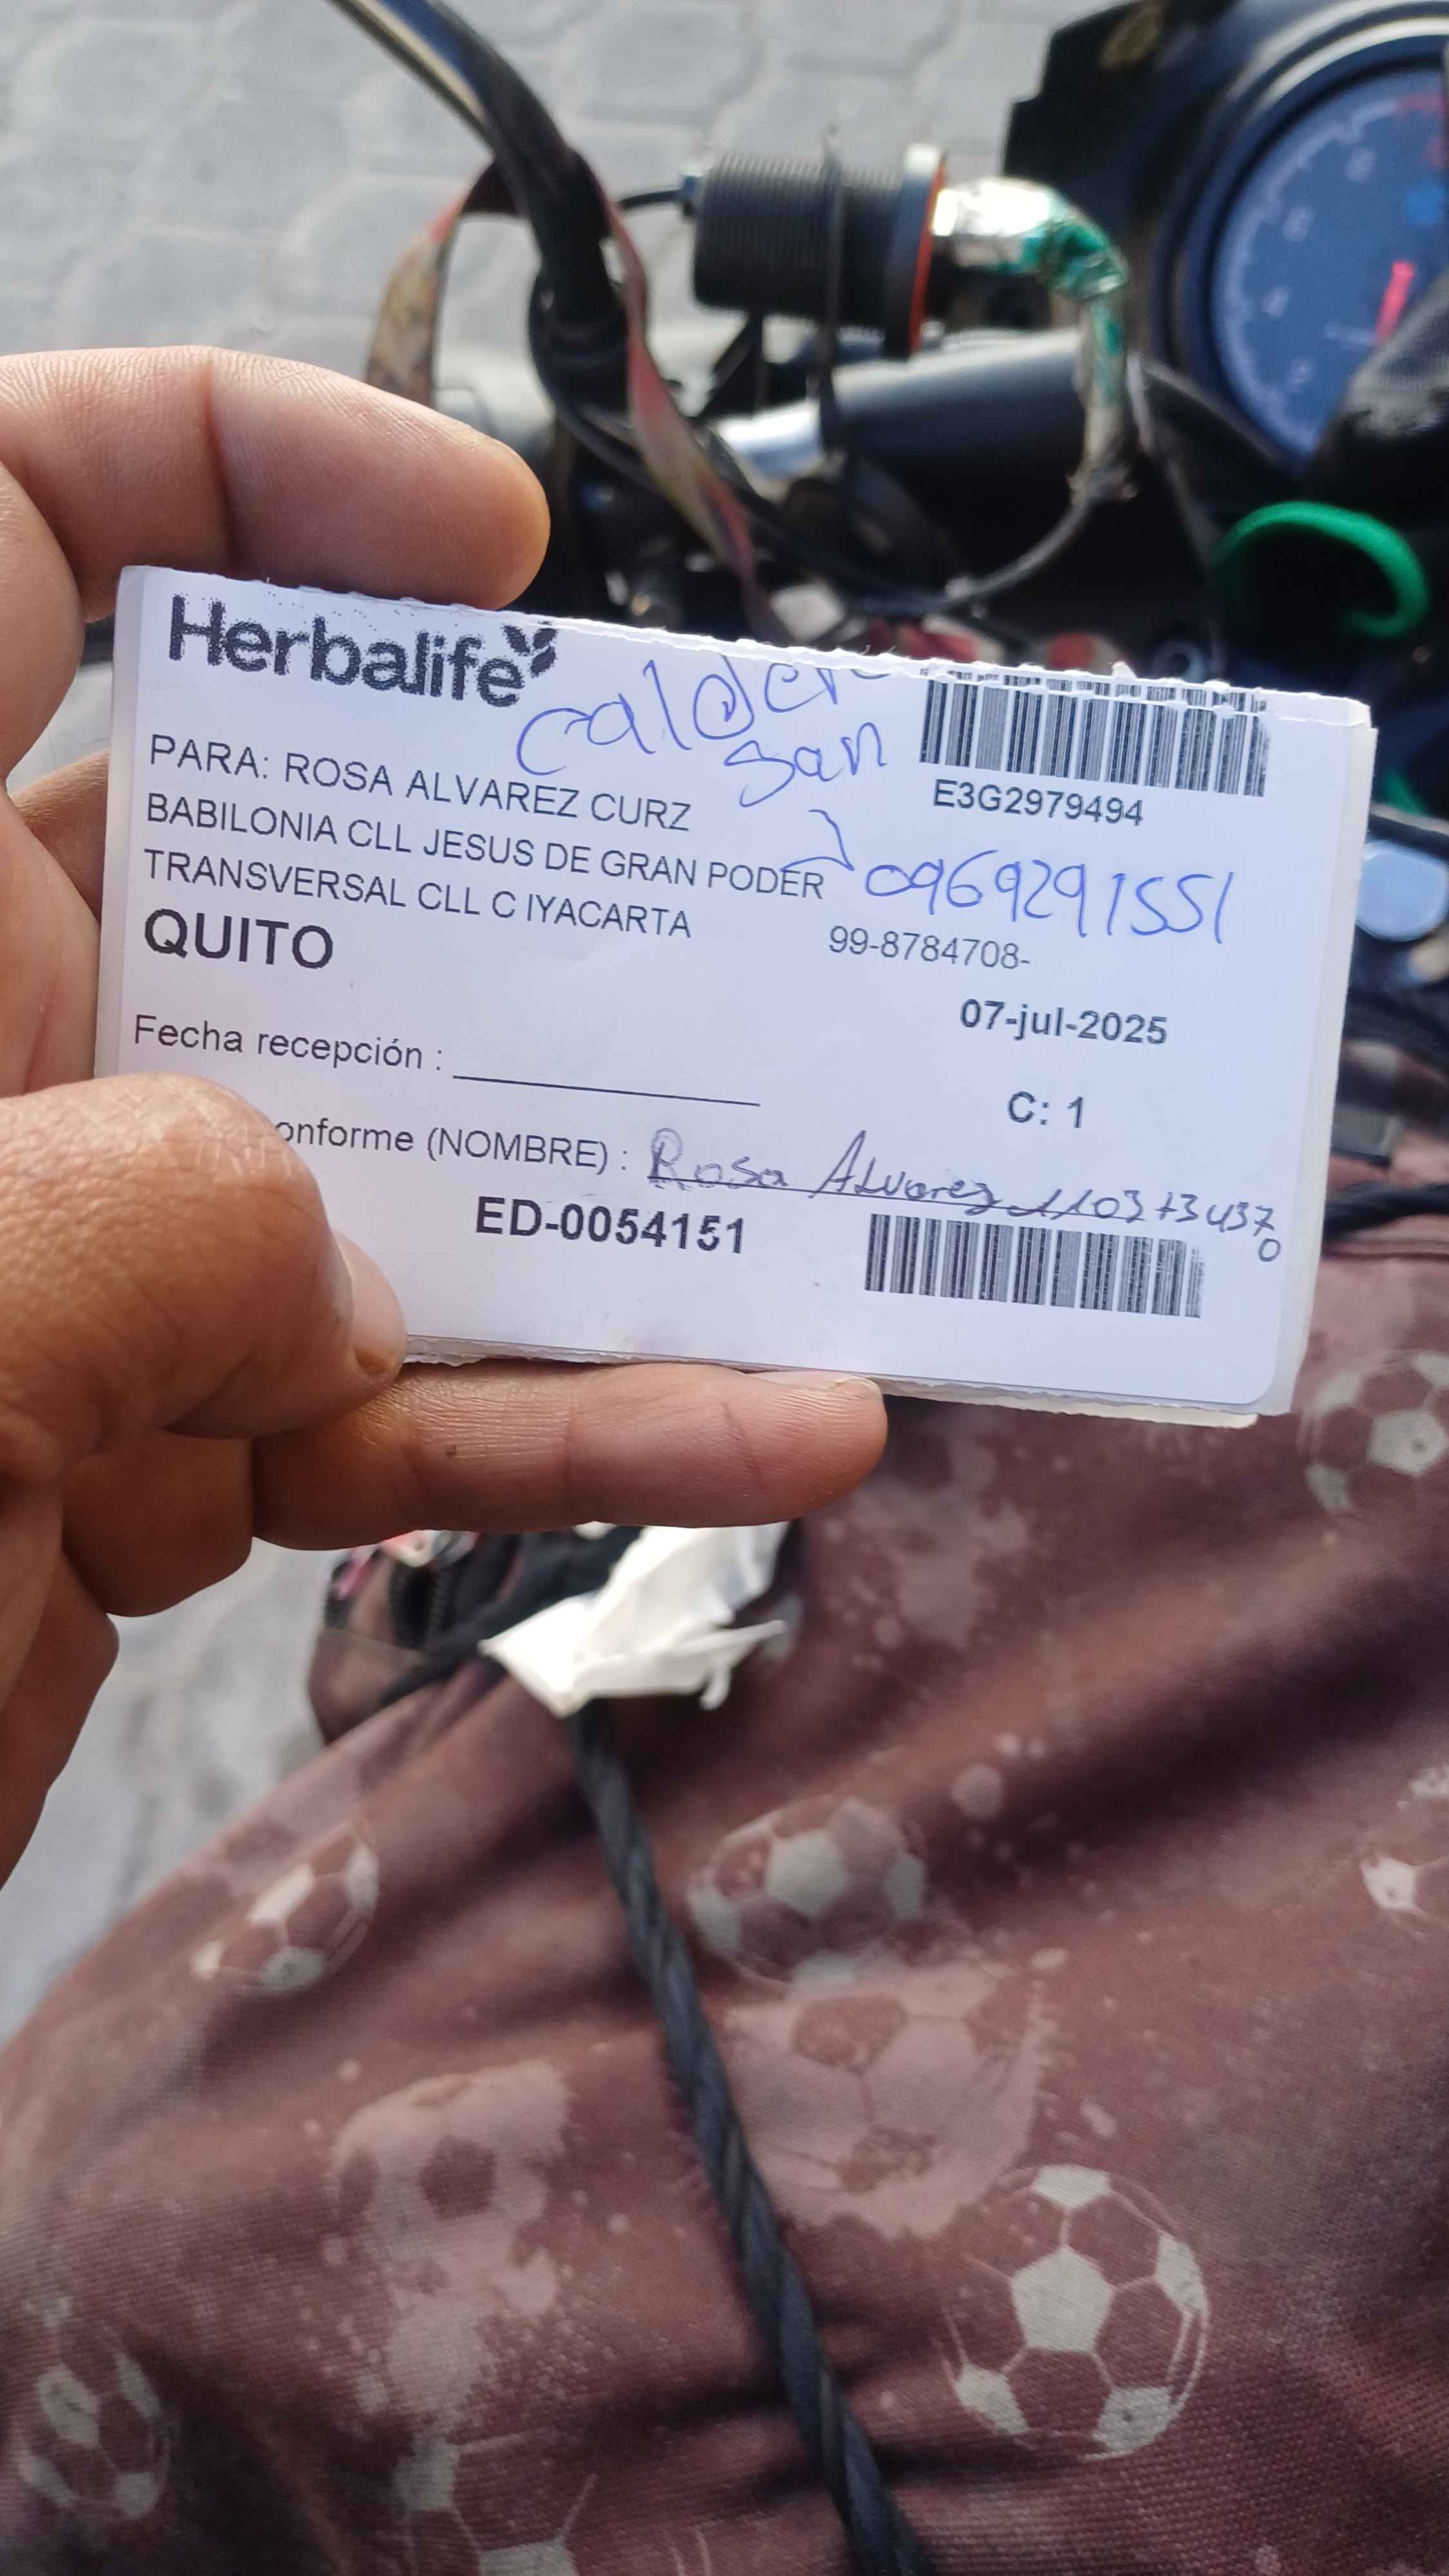 Herbalife
Calder
san
E3G2979494
PARA: ROSA ALVAREZ CURZ
BABILONIA CLL JESUS DE GRAN PODER
0969291551
TRANSVERSAL CLL C IYACARTA
99-8784708-
QUITO
07-jul-2025
Fecha recepción :
C: 1
onforme (NOMBRE) : Rosa Alvarez 1103734370
ED-0054151